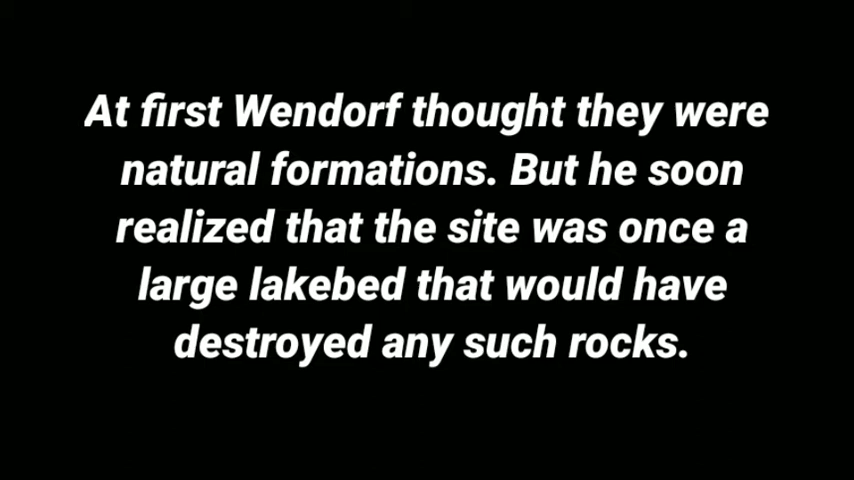 At first Wendorf thought they were
natural formations. But he soon
realized that the site was once a
large lakebed that would have
destroyed any such rocks.